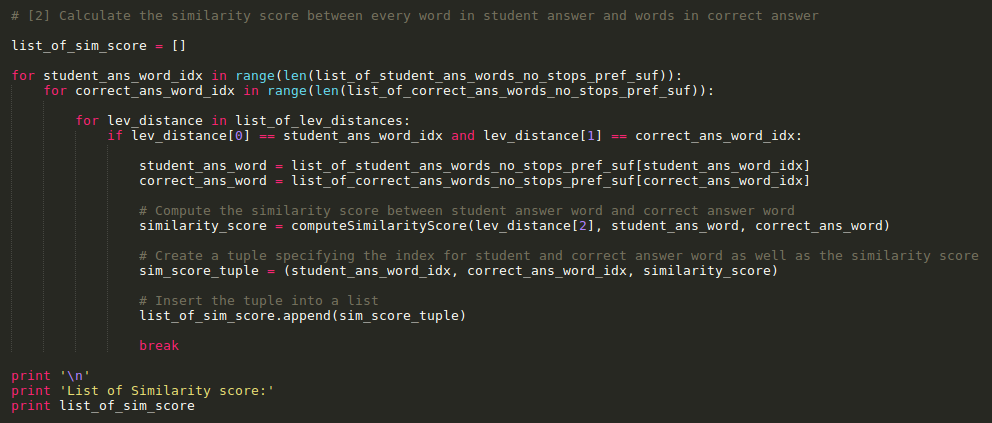 # [2] Calculate the similarity score between every word in student answer and words in correct answer
list_of_sim_score = []
for student_ans_word_idx in range(len(list_of_student_ans_words_no_stops_pref_suf)):
for correct_ans_word_idx in range(len(list_of_correct_ans_words_no_stops_pref_suf)):
for lev_distance in list_of_lev_distances:
if lev_distance[0] == student_ans_word_idx and lev_distance[1] == correct_ans_word_idx:
student_ans_word = list_of_student_ans_words_no_stops_pref_suf[student_ans_word_idx]
correct_ans_word = list_of_correct_ans_words_no_stops_pref_suf[correct_ans_word_idx]
# Compute the similarity score between student answer word and correct answer word
similarity_score = computeSimilarityScore(lev_distance[2], student_ans_word, correct_ans_word)
# Create a tuple specifying the index for student and correct answer word as well as the similarity score
sim_score_tuple = (student_ans_word_idx, correct_ans_word_idx, similarity_score)
# Insert the tuple into a list
list_of_sim_score.append(sim_score_tuple)
break
print '\n'
print 'List of Similarity score:'
print list_of_sim_score